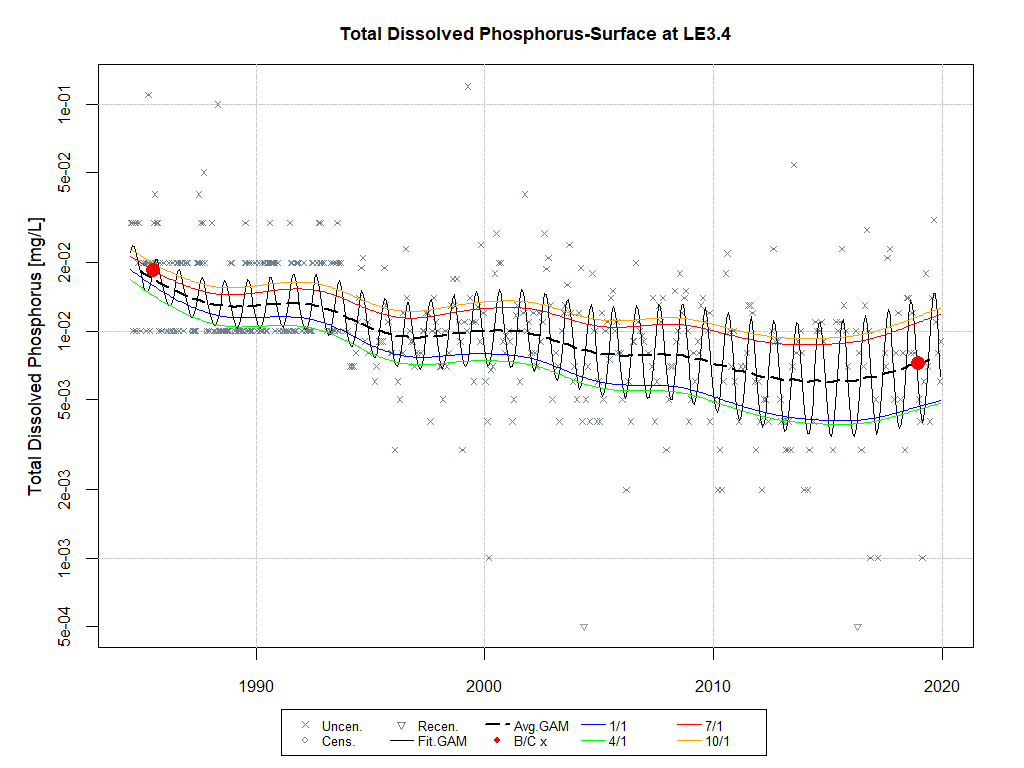 Total Dissolved Phosphorus-Surface at LE3.4
Total Dissolved Phosphorus [mg/L]
1e-01
5e-02
2e-02
1e-02
5e-03
2e-03
1e-03
5e-04
1990 2000 2010 2020
Uncen. Recen. Avg.GAM 1/1 7/1
Cens. Fit.GAM B/C x 4/1 10/1